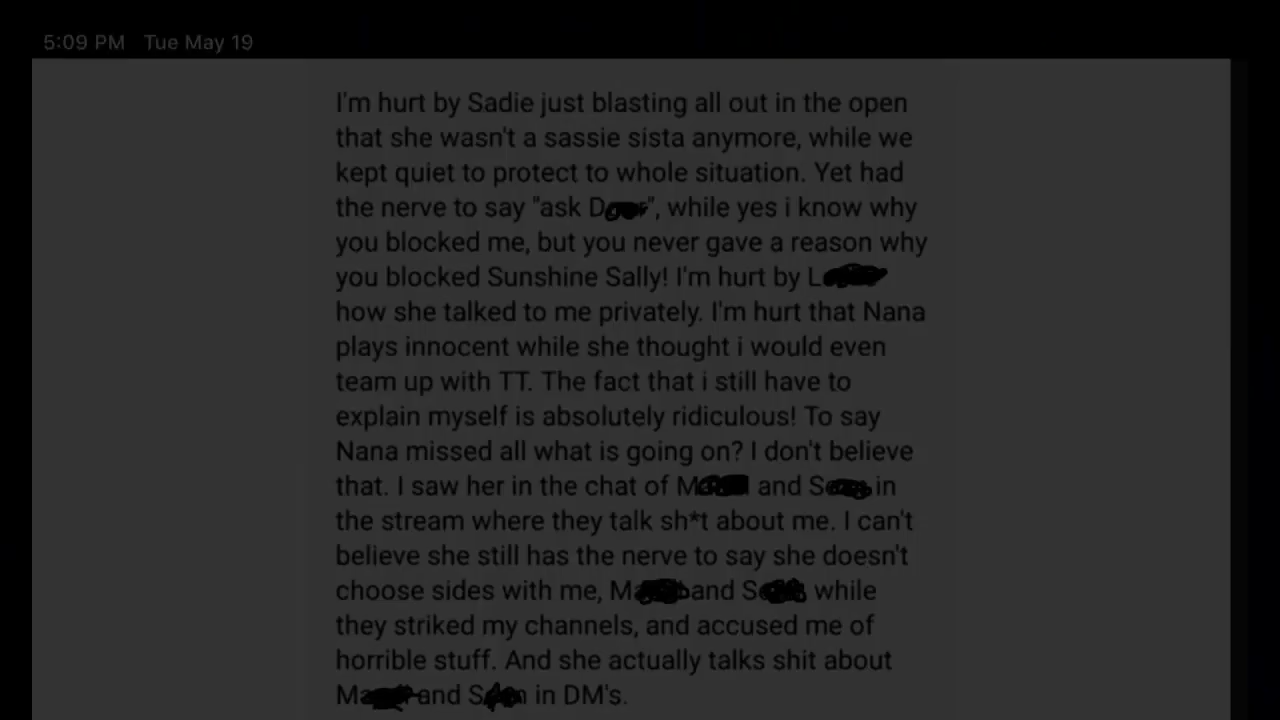 5:09 PM Tue May 19
I'm hurt by Sadie just blasting all out in the open
that she wasn't a sassie sista anymore, while we
kept quiet to protect to whole situation. Yet had
the nerve to say "ask D", while yes i know why
you blocked me, but you never gave a reason why
you blocked Sunshine Sally! I'm hurt by L
how she talked to me privately. I'm hurt that Nana
plays innocent while she thought i would even
team up with TT. The fact that i still have to
explain myself is absolutely ridiculous! To say
Nana missed all what is going on? I don't believe
that. I saw her in the chat of M and S in
the stream where they talk sh*t about me. I can't
believe she still has the nerve to say she doesn't
choose sides with me, Ma and S while
they striked my channels, and accused me of
horrible stuff. And she actually talks shit about
Ma and S in DM's.